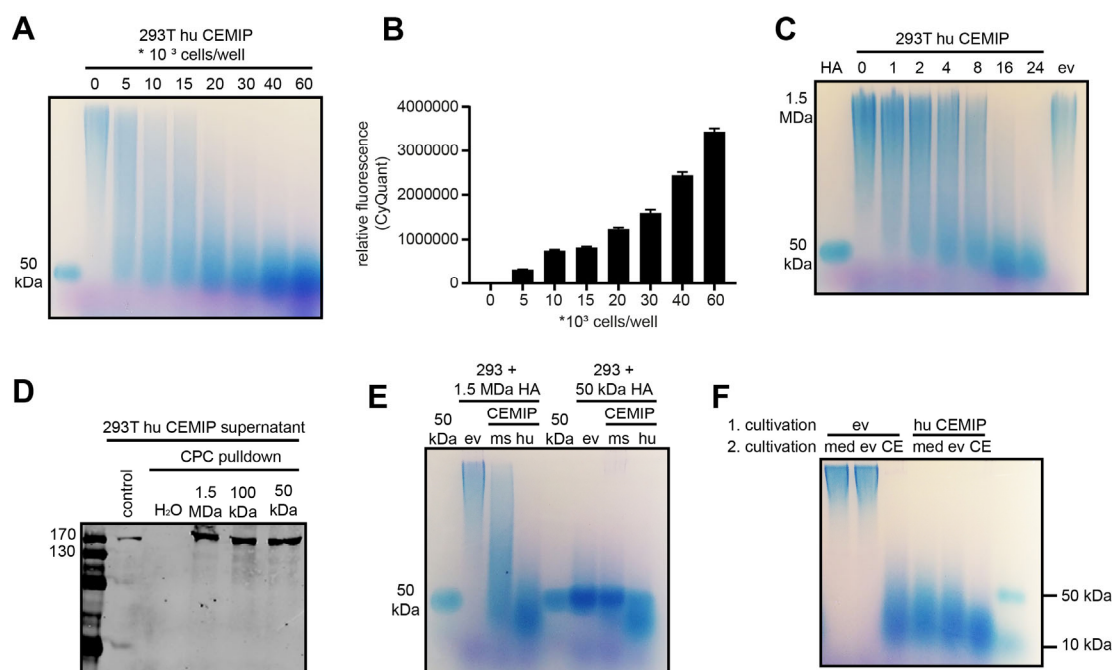 A
293T hu CEMIP
* 10 ³ cells/well
0 5 10 15 20 30 40 60
50
kDa
B
relative fluorescence
(CyQuant)
4000000
3000000
2000000
1000000
0
0 5 10 15 20 30 40 60
*10³ cells/well
C
293T hu CEMIP
HA 0 1 2 4 8 16 24 ev
1.5
MDa
50
kDa
D
293T hu CEMIP supernatant
CPC pulldown
control
H₂O
1.5 100 50
MDa kDa kDa
170
130
E
293 + 293 +
1.5 MDa HA 50 kDa HA
50 CEMIP 50 CEMIP
kDa ev ms hu kDa ev ms hu
50
kDa
F
1. cultivation ev hu CEMIP
2. cultivation med ev CE med ev CE
50 kDa
10 kDa